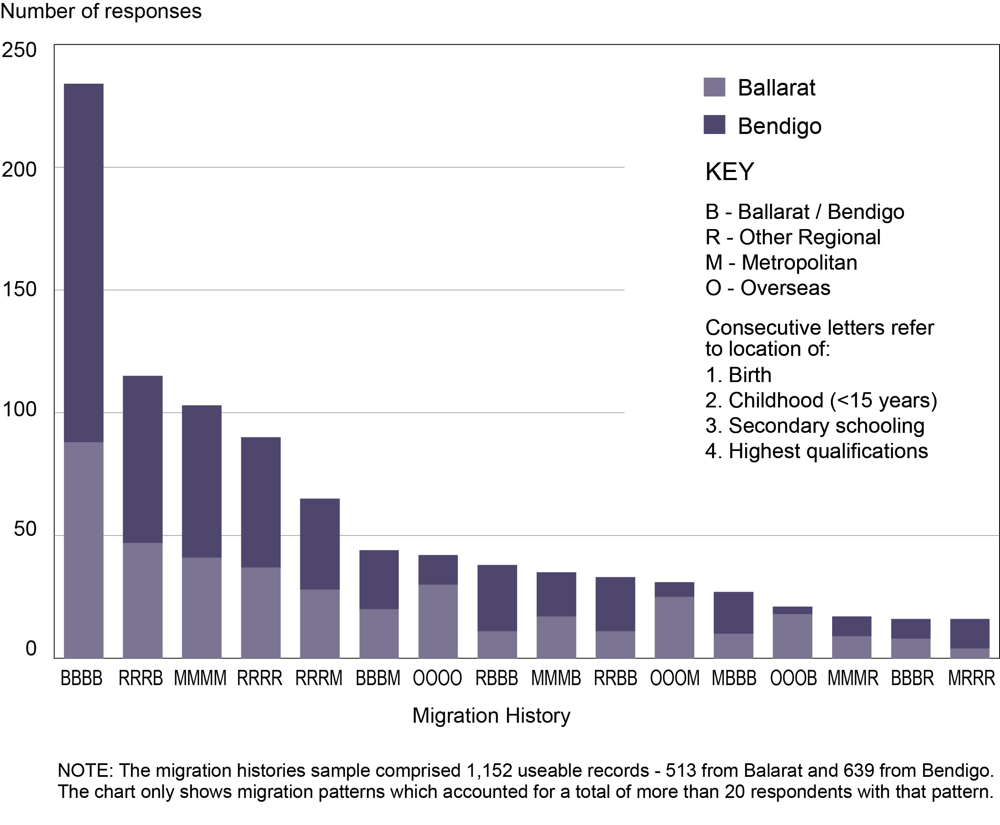 Number of responses
250
200
150
100
50
0
Ballarat
Bendigo
KEY
B - Ballarat / Bendigo
R - Other Regional
M - Metropolitan
O - Overseas
Consecutive letters refer
to location of:
1. Birth
2. Childhood (<15 years)
3. Secondary schooling
4. Highest qualifications
BBBB RRRB MMMM RRRR RRRM BBBM OOOO RBBB MMMB RRBB OOOM MBBB OOOB MMMR BBBR MRRR
Migration History
NOTE: The migration histories sample comprised 1,152 useable records - 513 from Balarat and 639 from Bendigo.
The chart only shows migration patterns which accounted for a total of more than 20 respondents with that pattern.